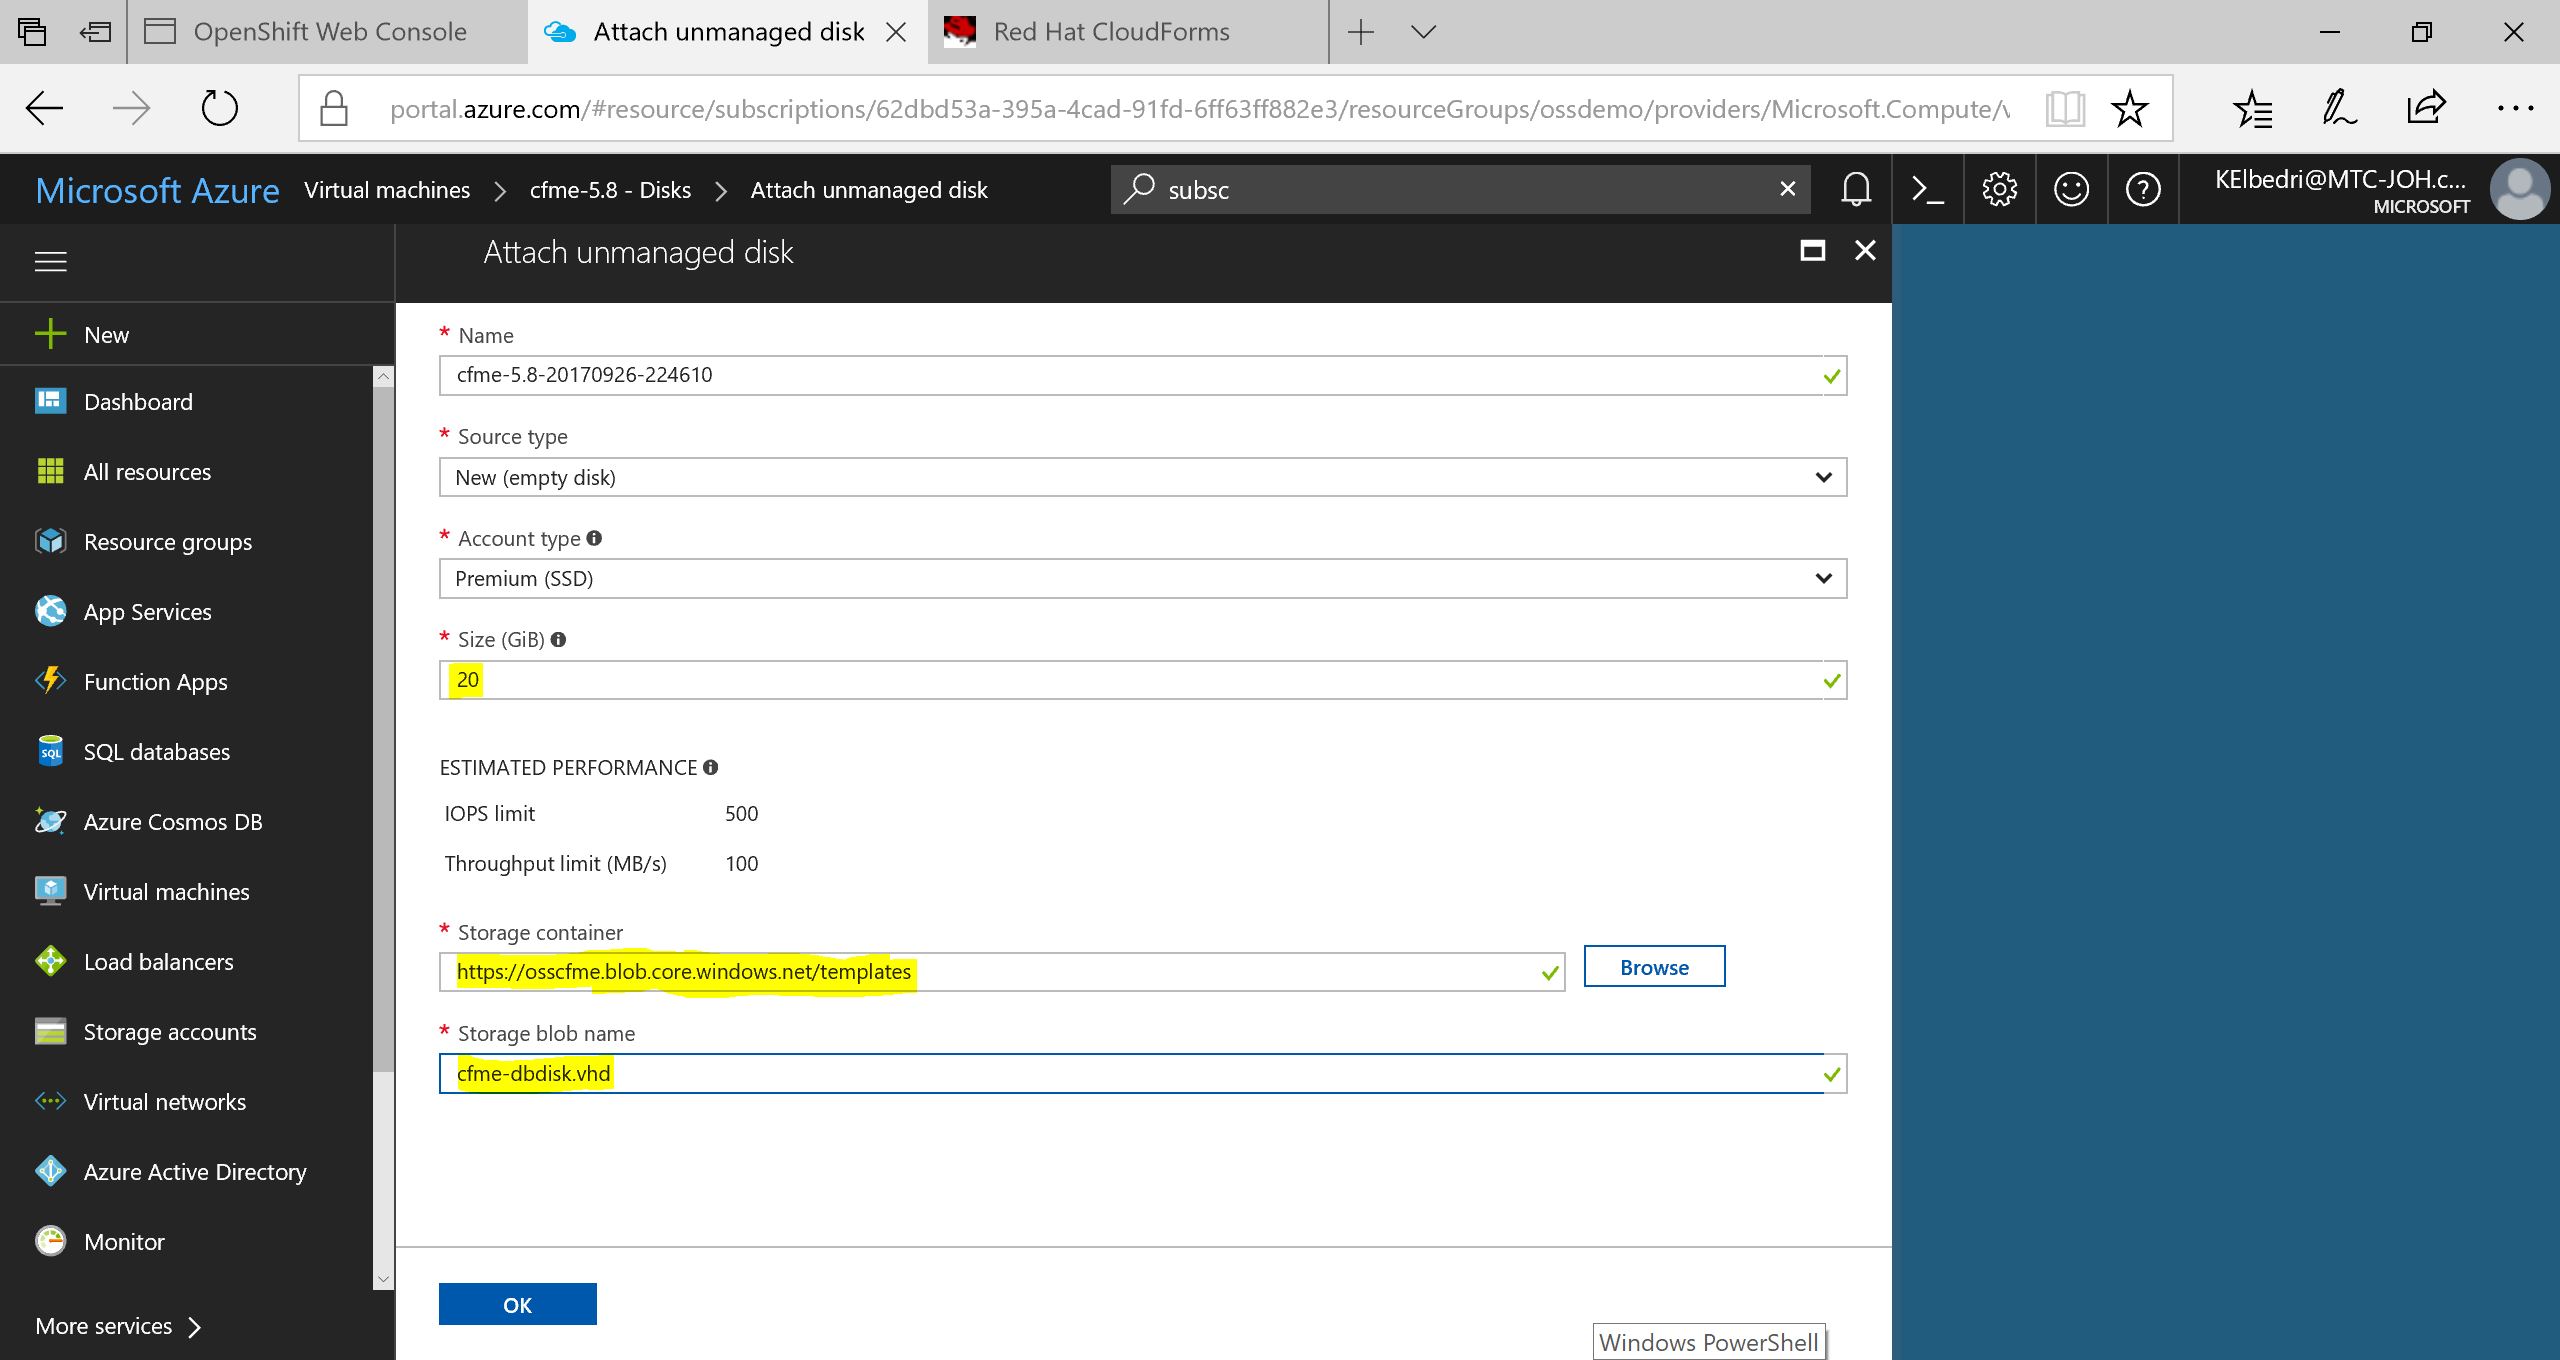 OpenShift Web Console
Attach unmanaged disk
Red Hat CloudForms
portal.azure.com/#resource/subscriptions/62dbd53a-395a-4cad-91fd-6ff63ff882e3/resourceGroups/ossdemo/providers/Microsoft.Compute/v
Microsoft Azure Virtual machines > cfme-5.8 - Disks > Attach unmanaged disk
subsc
KElbedri@MTC-JOH.c...
MICROSOFT
Attach unmanaged disk
New
Dashboard
All resources
Resource groups
App Services
Function Apps
SQL databases
Azure Cosmos DB
Virtual machines
Load balancers
Storage accounts
Virtual networks
Azure Active Directory
Monitor
More services >
* Name
cfme-5.8-20170926-224610
* Source type
New (empty disk)
* Account type
Premium (SSD)
* Size (GiB)
20
ESTIMATED PERFORMANCE
IOPS limit 500
Throughput limit (MB/s) 100
* Storage container
https://osscfme.blob.core.windows.net/templates
Browse
* Storage blob name
cfme-dbdisk.vhd
OK
Windows PowerShell